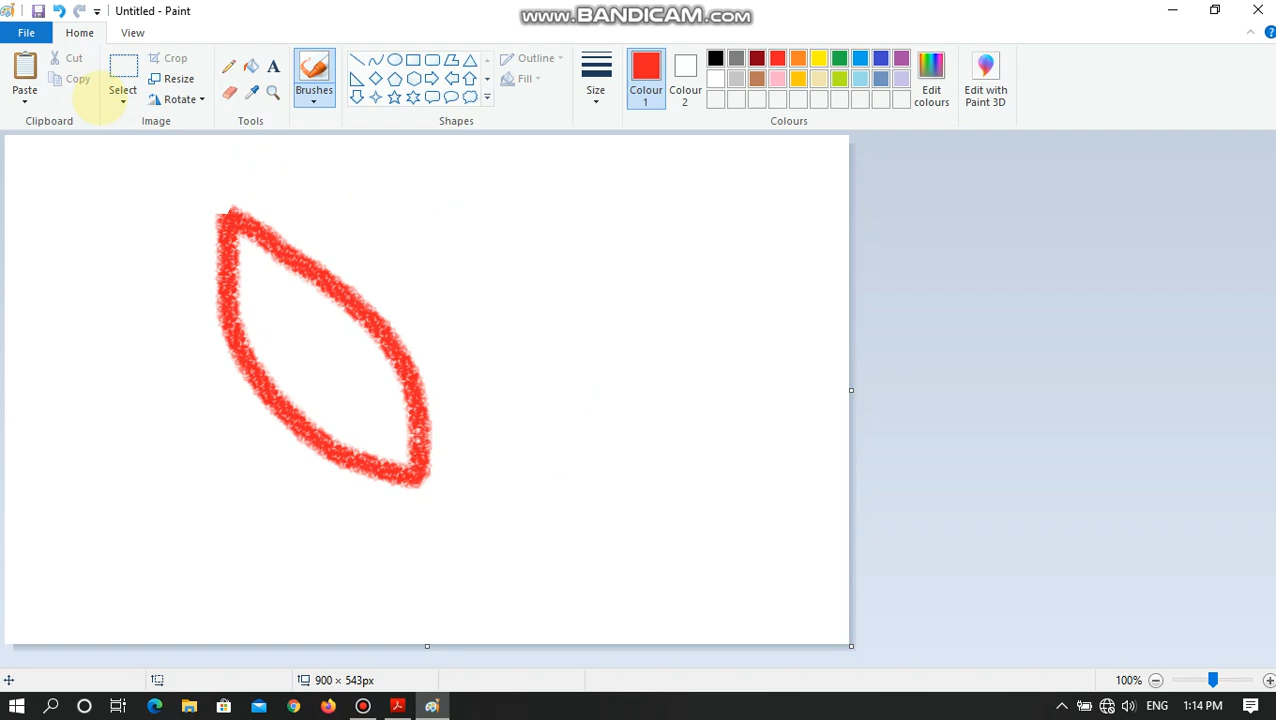 Untitled - Paint
www.BANDICAM.com
File
Home
View
Paste
Cut
Copy
Clipboard
Select
Crop
Resize
Rotate
Image
A
Tools
Brushes
Shapes
Outline
Fill
Size
Colour 1
Colour 2
Edit colours
Colours
Edit with Paint 3D
900 × 543px
100%
ENG
1:14 PM